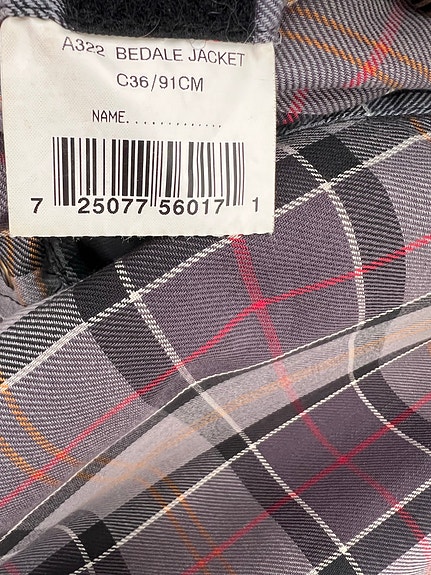 A322 BEDALE JACKET
C36/91CM
NAME.............
7 25077 56017 1